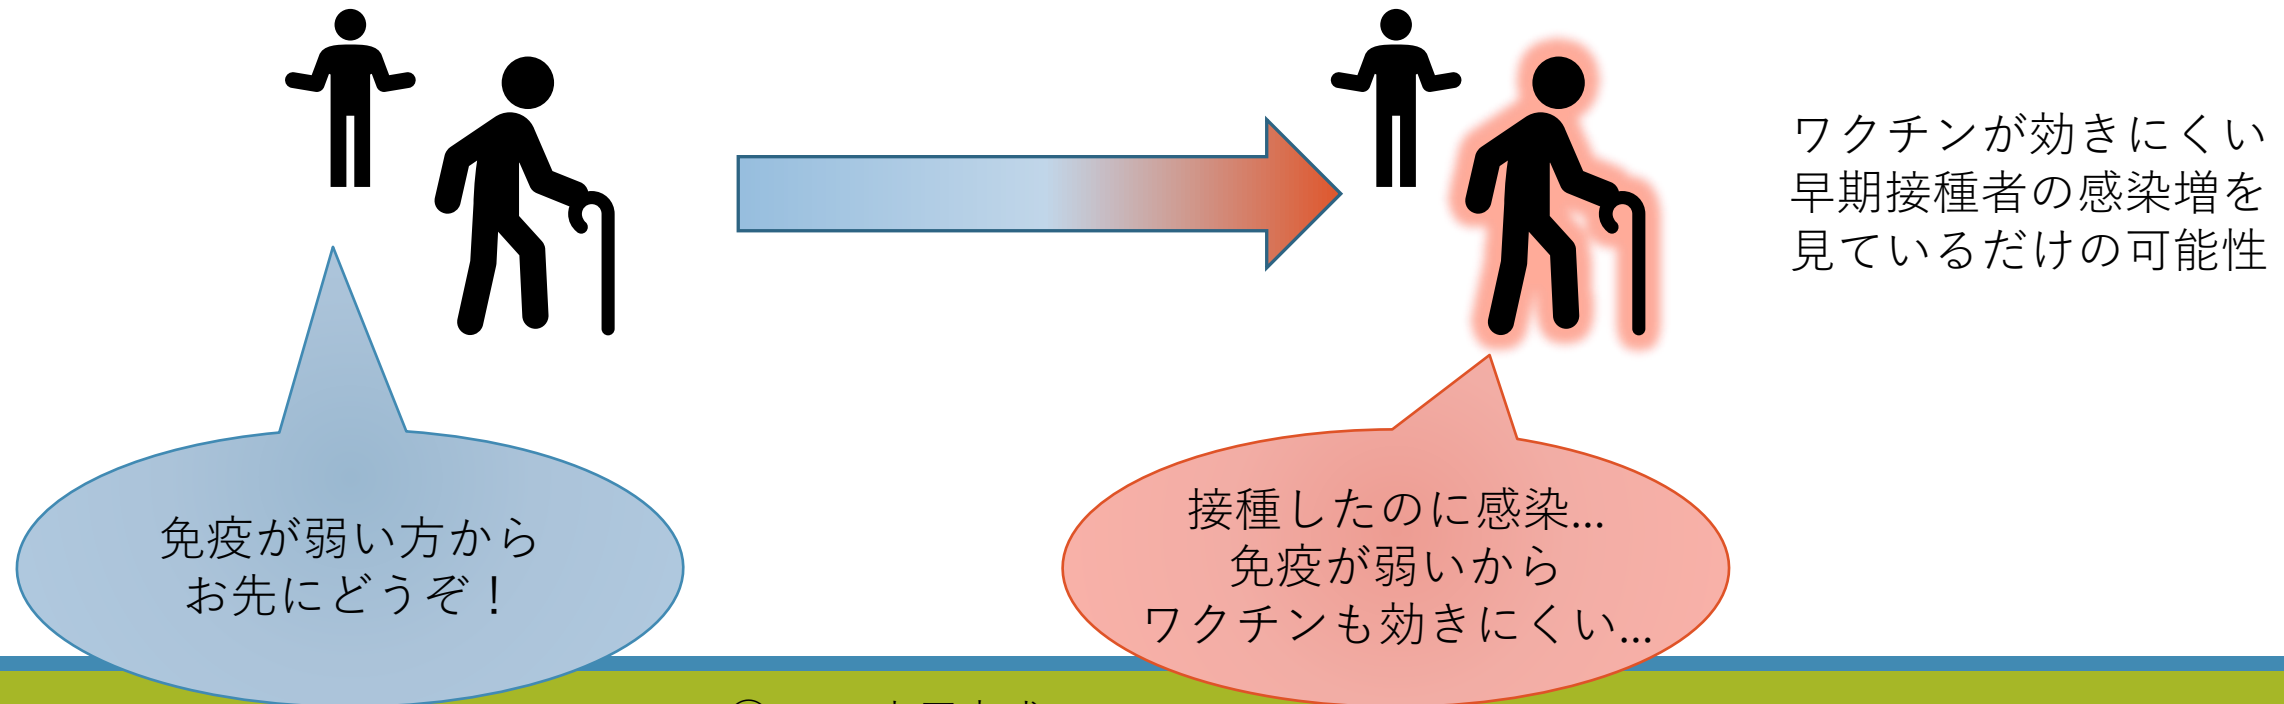 ワクチンが効きにくい
早期接種者の感染増を
見ているだけの可能性
免疫が弱い方から
お先にどうぞ！
接種したのに感染...
免疫が弱いから
ワクチンも効きにくい...